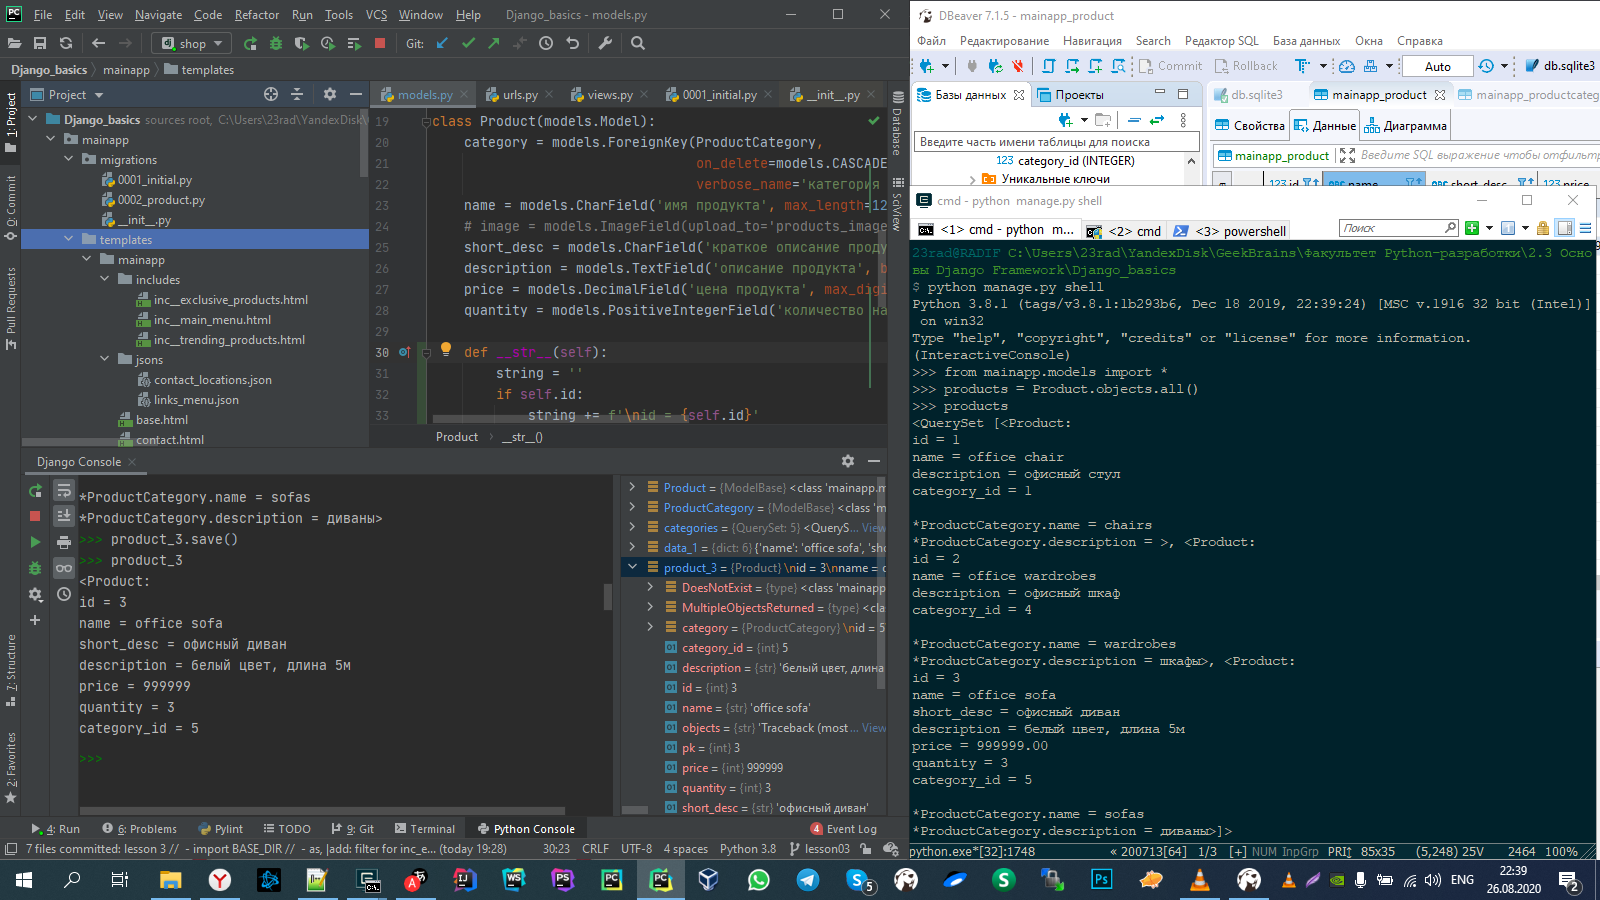 File Edit View Navigate Code Refactor Run Tools VCS Window Help Django_basics - models.py
shop
Git:
Django_basics mainapp templates
1: Project
Commit
Pull Requests
7: Structure
2: Favorites
Project
Django_basics sources root, C:\Users\23rad\YandexDisk\
mainapp
migrations
0001_initial.py
0002_product.py
__init__.py
templates
mainapp
includes
inc__exclusive_products.html
inc__main_menu.html
inc__trending_products.html
jsons
contact_locations.json
links_menu.json
base.html
contact.html
models.py urls.py views.py 0001_initial.py __init__.py
19 class Product(models.Model):
20 category = models.ForeignKey(ProductCategory,
21 on_delete=models.CASCADE
22 verbose_name='категория
23 name = models.CharField('имя продукта', max_length=12
24 # image = models.ImageField(upload_to='products_image
25 short_desc = models.CharField('краткое описание проду
26 description = models.TextField('описание продукта', b
27 price = models.DecimalField('цена продукта', max_digi
28 quantity = models.PositiveIntegerField('количество на
29
30 def __str__(self):
31 string = ''
32 if self.id:
33 string += f'\nid = {self.id}'
Product __str__()
Database
SciView
Django Console
*ProductCategory.name = sofas
*ProductCategory.description = диваны>
>>> product_3.save()
>>> product_3
<Product:
id = 3
name = office sofa
short_desc = офисный диван
description = белый цвет, длина 5м
price = 999999
quantity = 3
category_id = 5
>>>
Product = {ModelBase} <class 'mainapp.m
ProductCategory = {ModelBase} <class 'm
categories = {QuerySet: 5} <QueryS... View
data_1 = {dict: 6} {'name': 'office sofa', 'sho
product_3 = {Product} \nid = 3\nname = o
DoesNotExist = {type} <class 'mainapp
MultipleObjectsReturned = {type} <clas
category = {ProductCategory} \nid = 5\
category_id = {int} 5
description = {str} 'белый цвет, длина
id = {int} 3
name = {str} 'office sofa'
objects = {str} 'Traceback (most ... View
pk = {int} 3
price = {int} 999999
quantity = {int} 3
short_desc = {str} 'офисный диван'
4: Run 6: Problems Pylint TODO 9: Git Terminal Python Console 4 Event Log
7 files committed: lesson 3 // - import BASE_DIR // - as, |add: filter for inc_e... (today 19:28) 30:23 CRLF UTF-8 4 spaces Python 3.8 lesson03
DBeaver 7.1.5 - mainapp_product
Файл Редактирование Навигация Search Редактор SQL База данных Окна Справка
Commit Rollback Auto db.sqlite3
Базы данных Проекты
Введите часть имени таблицы для поиска
category_id (INTEGER)
Уникальные ключи
db.sqlite3 mainapp_product mainapp_productcateg
Свойства Данные Диаграмма
mainapp_product Введите SQL выражение чтобы отфильтр
123 id name short_desc 123 price
cmd - python manage.py shell
<1> cmd - python m... <2> cmd <3> powershell Поиск
23rad@RADIF C:\Users\23rad\YandexDisk\GeekBrains\Факультет Python-разработки\2.3 Осно
вы Django Framework\Django_basics
$ python manage.py shell
Python 3.8.1 (tags/v3.8.1:1b293b6, Dec 18 2019, 22:39:24) [MSC v.1916 32 bit (Intel)]
on win32
Type "help", "copyright", "credits" or "license" for more information.
(InteractiveConsole)
>>> from mainapp.models import *
>>> products = Product.objects.all()
>>> products
<QuerySet [<Product:
id = 1
name = office chair
description = офисный стул
category_id = 1
*ProductCategory.name = chairs
*ProductCategory.description = >, <Product:
id = 2
name = office wardrobes
description = офисный шкаф
category_id = 4
*ProductCategory.name = wardrobes
*ProductCategory.description = шкафы>, <Product:
id = 3
name = office sofa
short_desc = офисный диван
description = белый цвет, длина 5м
price = 999999.00
quantity = 3
category_id = 5
*ProductCategory.name = sofas
*ProductCategory.description = диваны>]>
python.exe*[32]:1748 « 200713[64] 1/3 [+] NUM InpGrp PRI 85x35 (5,248) 25V 2464 100%
5 ENG 22:39
26.08.2020 2